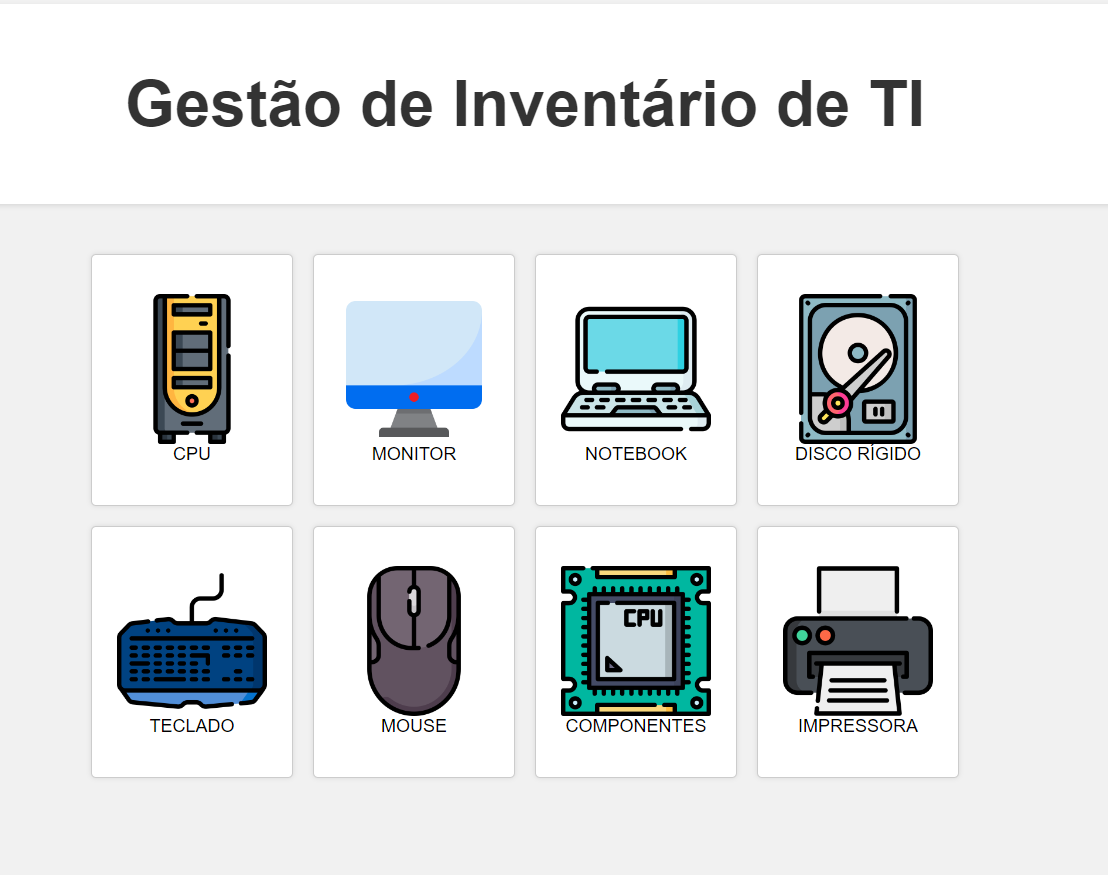 Gestão de Inventário de TI
CPU
MONITOR
NOTEBOOK
DISCO RÍGIDO
TECLADO
MOUSE
CPU
COMPONENTES
IMPRESSORA